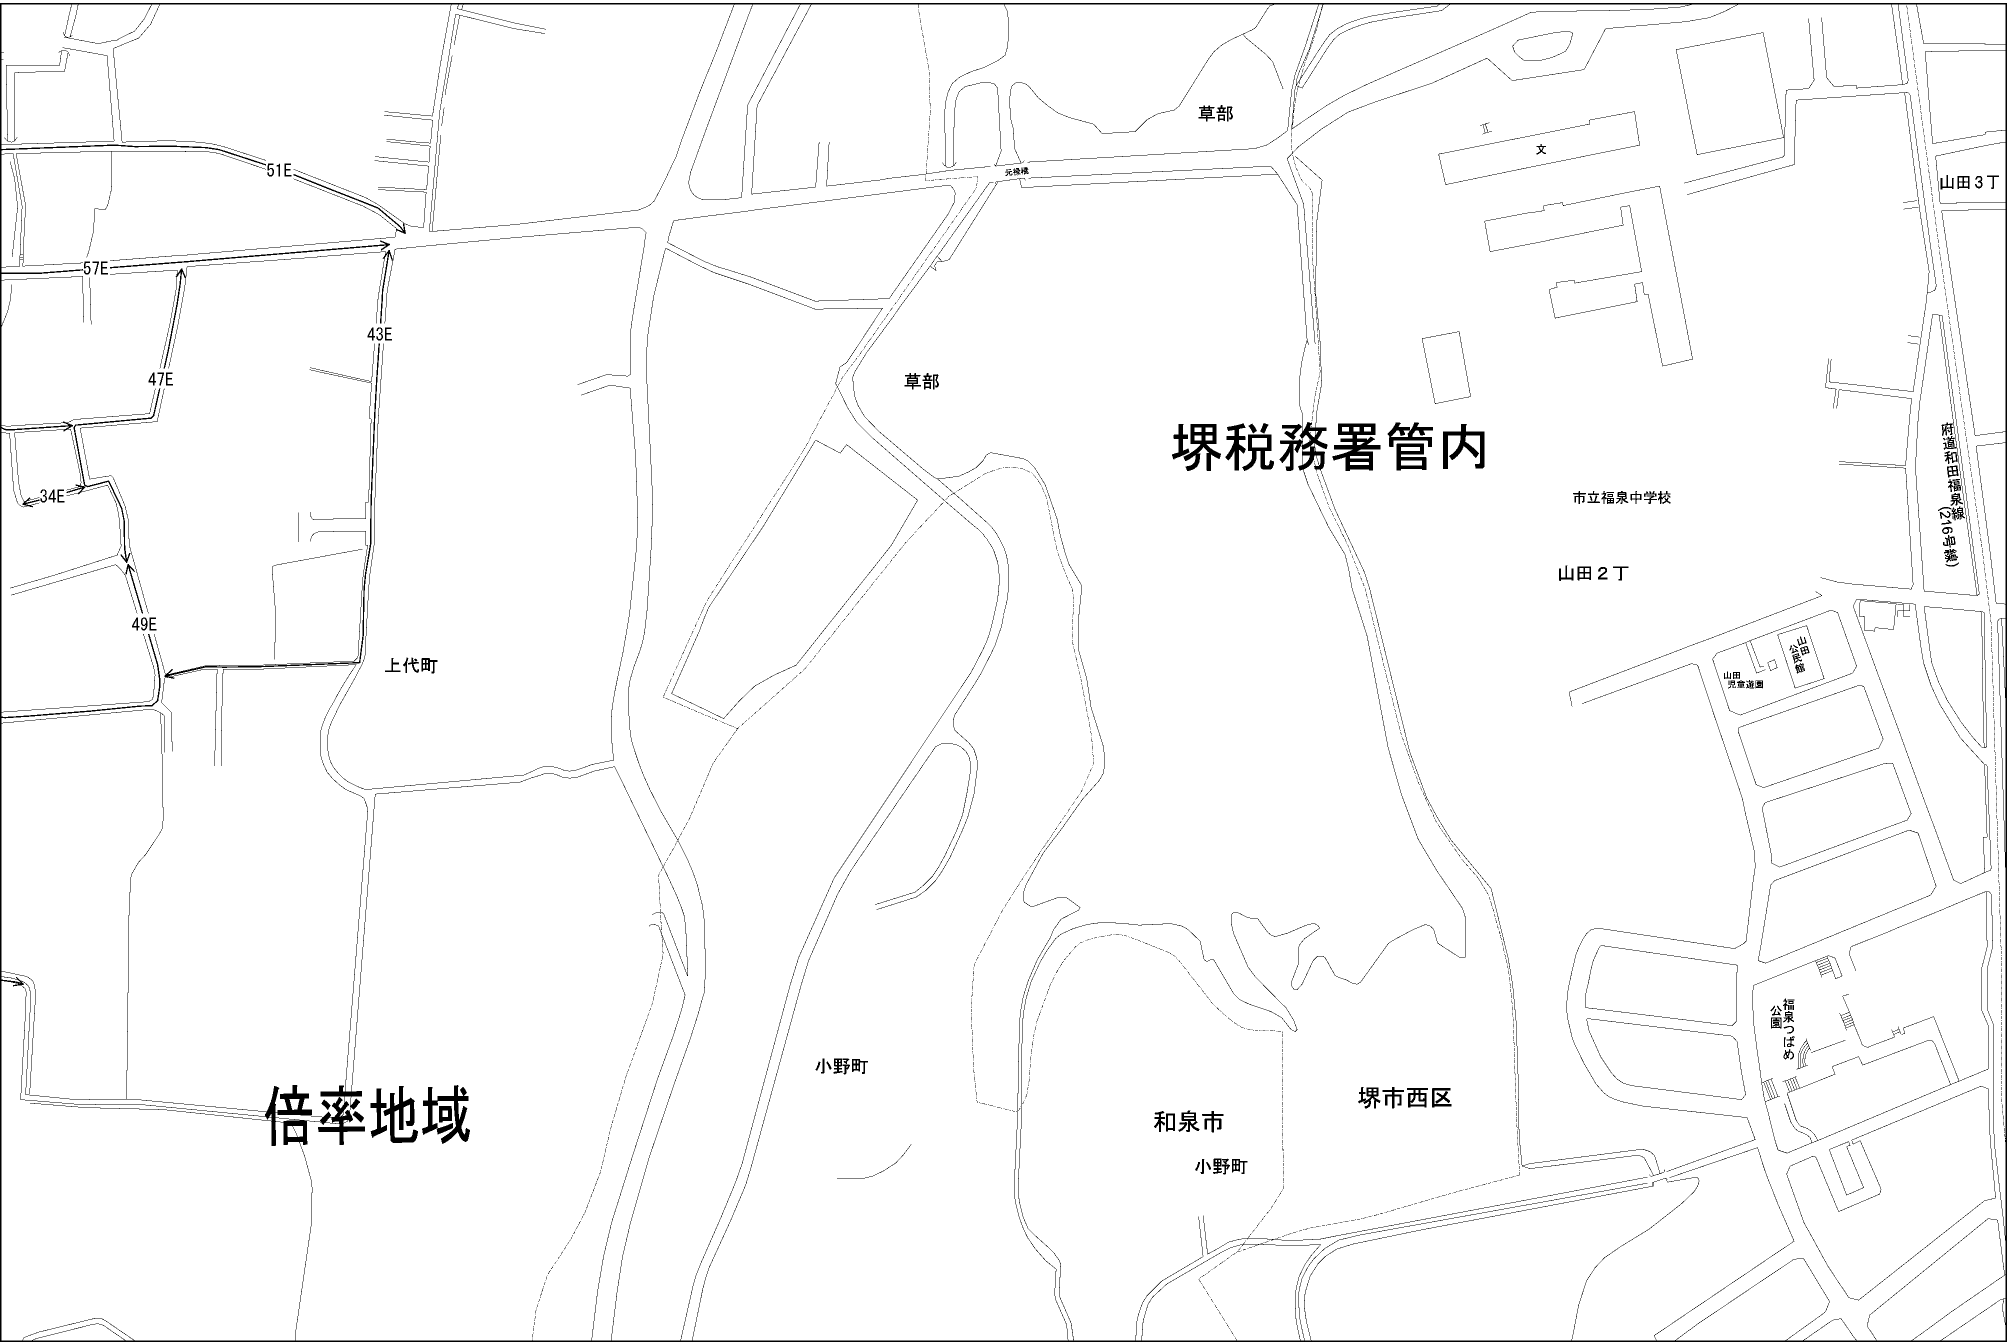 草部
文
51E
元禄橋
山田３丁
57E
43E
47E
草部
堺税務署管内
府道和田福泉線
(216号線)
34E
市立福泉中学校
山田２丁
49E
上代町
山田
公民館
山田
児童遊園
福泉つばめ
公園
小野町
倍率地域
堺市西区
和泉市
小野町